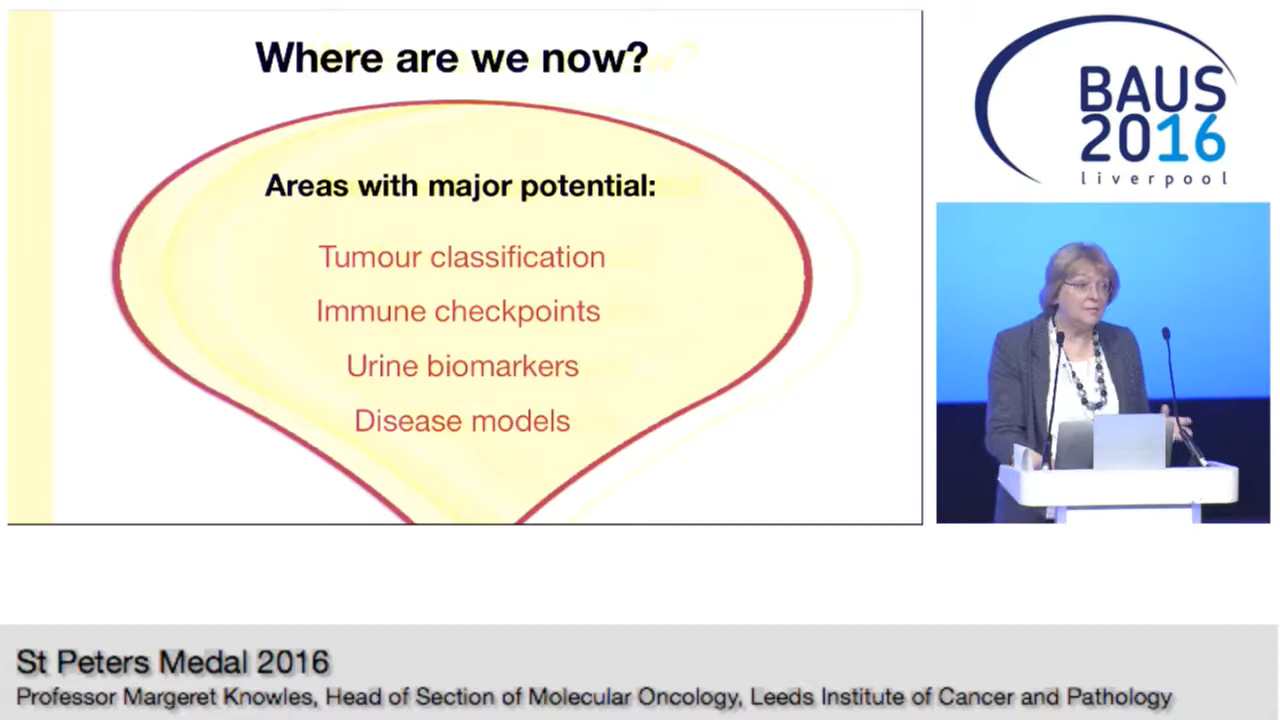 Where are we now?
Areas with major potential:
Tumour classification
Immune checkpoints
Urine biomarkers
Disease models
BAUS
2016
liverpool
St Peters Medal 2016
Professor Margeret Knowles, Head of Section of Molecular Oncology, Leeds Institute of Cancer and Pathology